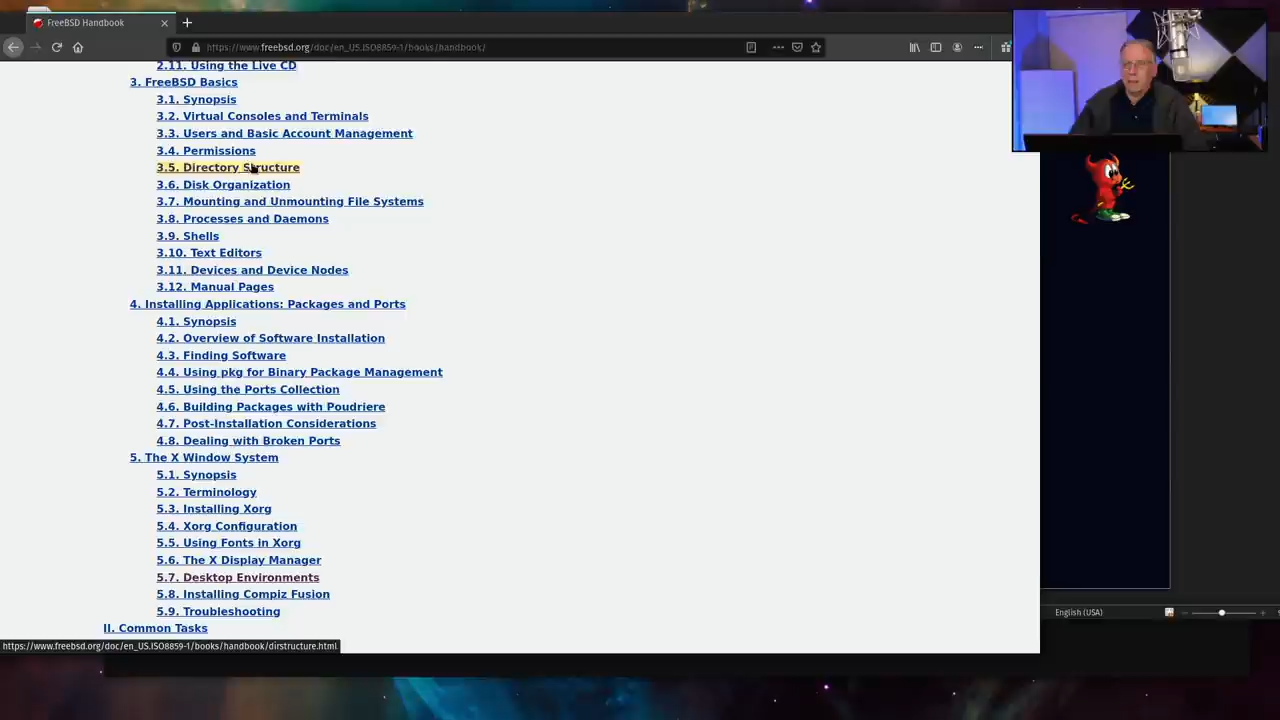 FreeBSD Handbook
https://www.freebsd.org/doc/en_US.ISO8859-1/books/handbook/
2.11. Using the Live CD
3. FreeBSD Basics
3.1. Synopsis
3.2. Virtual Consoles and Terminals
3.3. Users and Basic Account Management
3.4. Permissions
3.5. Directory Structure
3.6. Disk Organization
3.7. Mounting and Unmounting File Systems
3.8. Processes and Daemons
3.9. Shells
3.10. Text Editors
3.11. Devices and Device Nodes
3.12. Manual Pages
4. Installing Applications: Packages and Ports
4.1. Synopsis
4.2. Overview of Software Installation
4.3. Finding Software
4.4. Using pkg for Binary Package Management
4.5. Using the Ports Collection
4.6. Building Packages with Poudriere
4.7. Post-Installation Considerations
4.8. Dealing with Broken Ports
5. The X Window System
5.1. Synopsis
5.2. Terminology
5.3. Installing Xorg
5.4. Xorg Configuration
5.5. Using Fonts in Xorg
5.6. The X Display Manager
5.7. Desktop Environments
5.8. Installing Compiz Fusion
5.9. Troubleshooting
English (USA)
II. Common Tasks
https://www.freebsd.org/doc/en_US.ISO8859-1/books/handbook/dirstructure.html